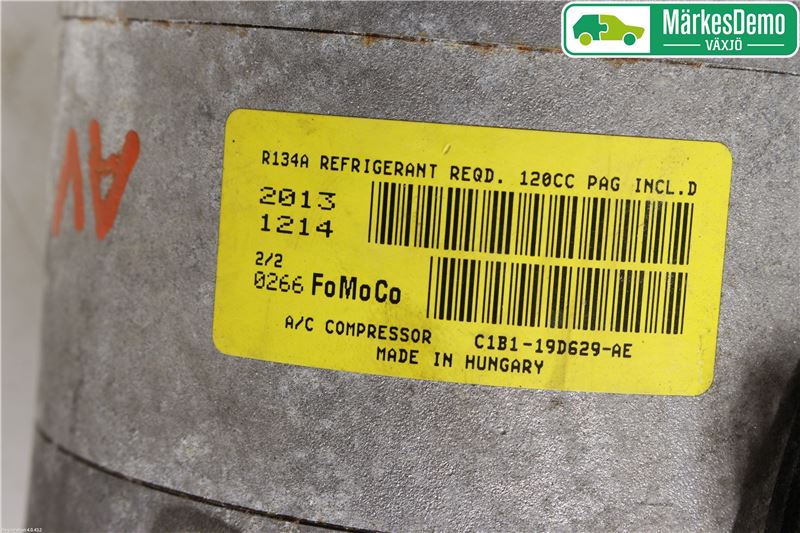 MärkesDemo
VÄXJÖ
R134A REFRIGERANT REQD. 120CC PAG INCL.D
2013
1214
2/2
0266 FoMoCo
A/C COMPRESSOR C1B1-19D629-AE
MADE IN HUNGARY
AV